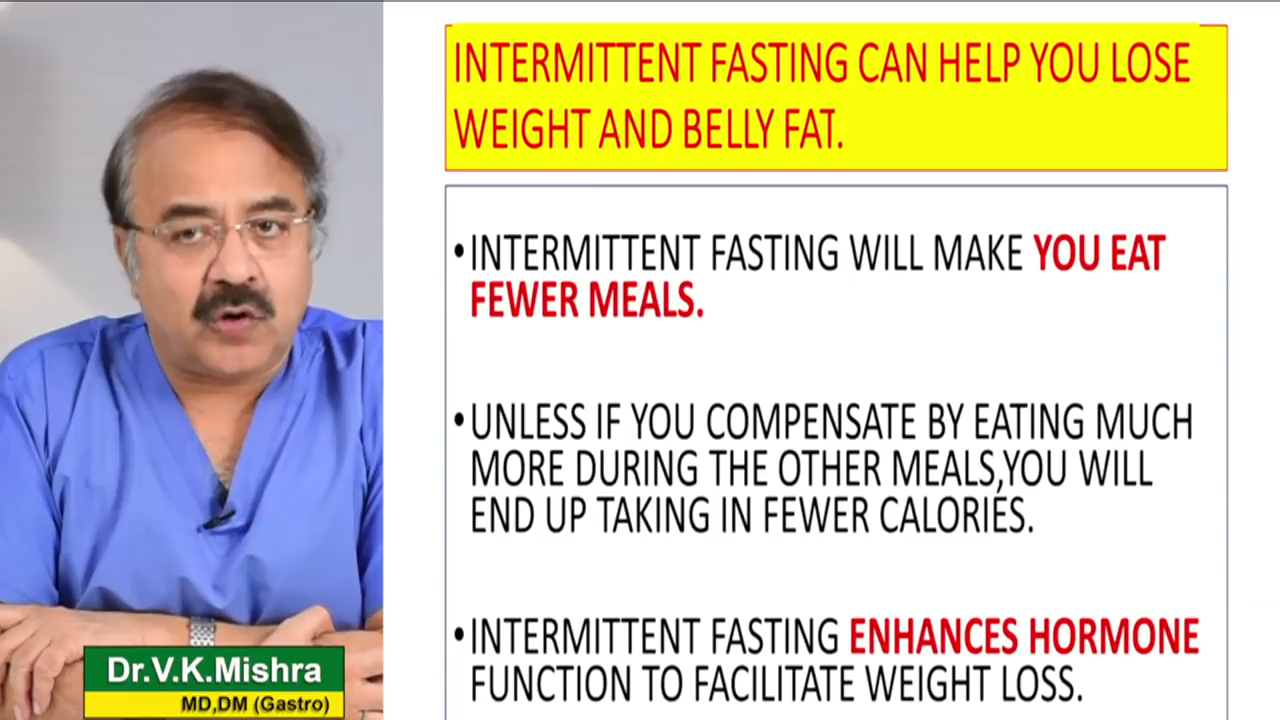 INTERMITTENT FASTING CAN HELP YOU LOSE
WEIGHT AND BELLY FAT.
•INTERMITTENT FASTING WILL MAKE YOU EAT
FEWER MEALS.
•UNLESS IF YOU COMPENSATE BY EATING MUCH
MORE DURING THE OTHER MEALS,YOU WILL
END UP TAKING IN FEWER CALORIES.
•INTERMITTENT FASTING ENHANCES HORMONE
FUNCTION TO FACILITATE WEIGHT LOSS.
Dr.V.K.Mishra
MD,DM (Gastro)